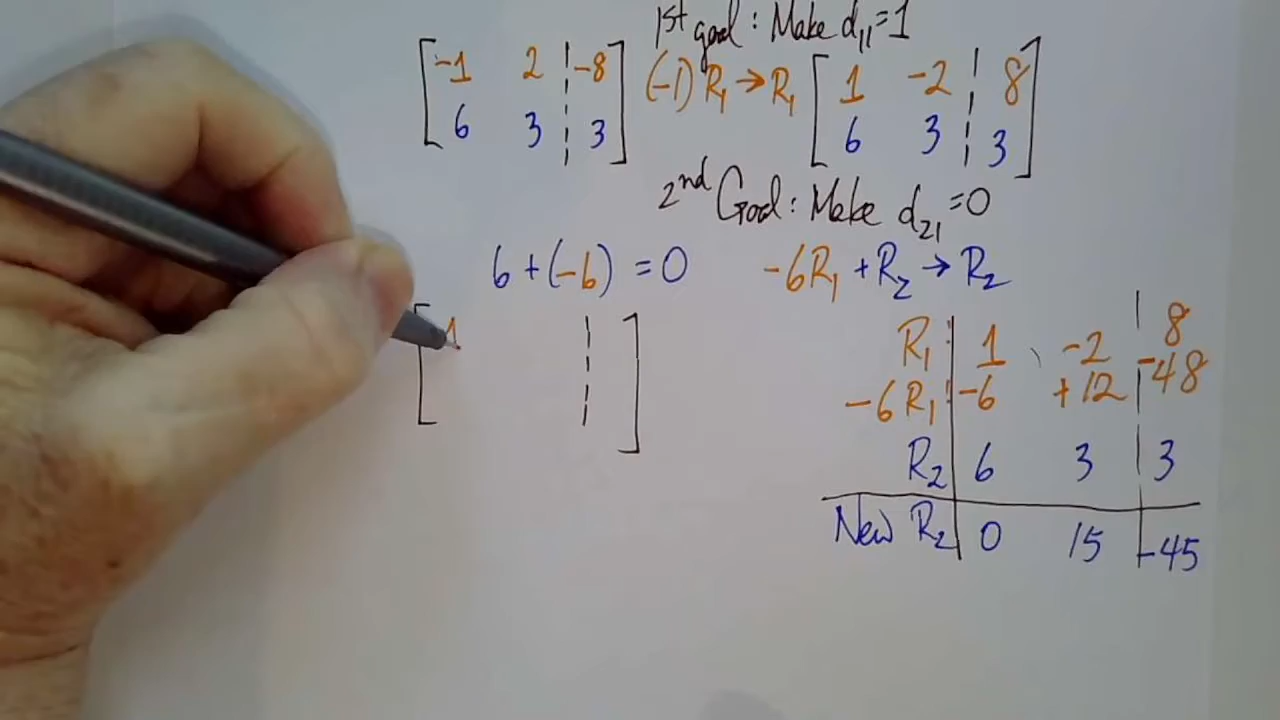 1st goal: Make d11=1
[-1 2 ¦ -8] (-1) R1 → R1 [1 -2 ¦ 8]
[6 3 ¦ 3] [6 3 ¦ 3]
2nd Goal: Make d21=0
6 + (-6) = 0 -6R1 + R2 → R2
[1 ¦ ]
R1 1 -2 8
-6R1 -6 +12 -48
R2 6 3 3
New R2 0 15 -45